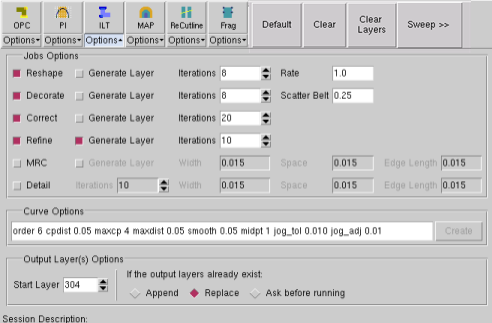 OPC PI ILT MAP ReCutline Frag Default Clear Clear Layers Sweep >>
Options Options Options Options Options Options
Jobs Options
Reshape Generate Layer Iterations 8 Rate 1.0
Decorate Generate Layer Iterations 8 Scatter Belt 0.25
Correct Generate Layer Iterations 20
Refine Generate Layer Iterations 10
MRC Generate Layer Width 0.015 Space 0.015 Edge Length 0.015
Detail Iterations 10 Width 0.015 Space 0.015 Edge Length 0.015
Curve Options
order 6 cpdist 0.05 maxcp 4 maxdist 0.05 smooth 0.05 midpt 1 jog_tol 0.010 jog_adj 0.01 Create
Output Layer(s) Options
Start Layer 304 If the output layers already exist:
Append Replace Ask before running
Session Description: